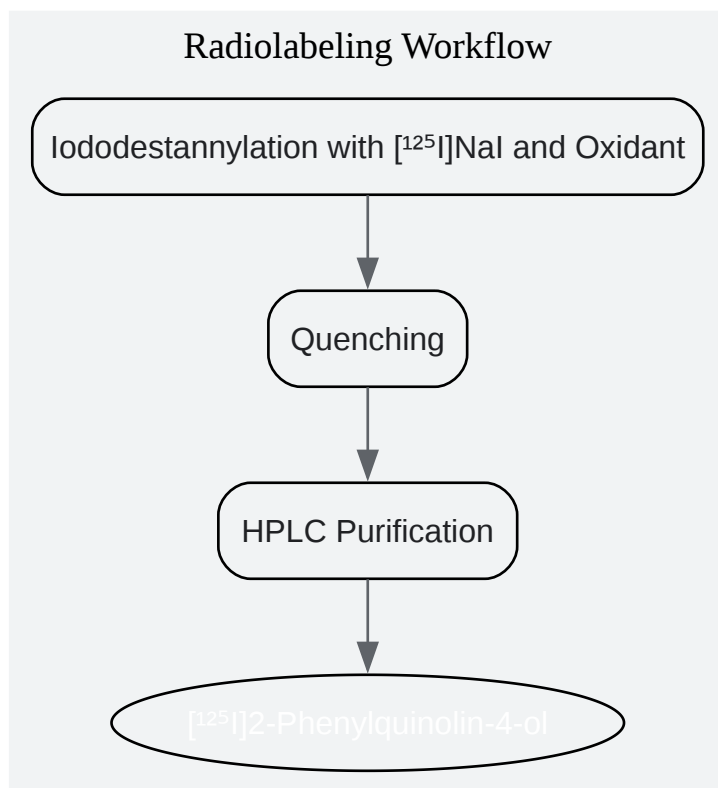 Radiolabeling Workflow
Iododestannylation with [¹²⁵I]NaI and Oxidant
Quenching
HPLC Purification
[¹²⁵I]2-Phenylquinolin-4-ol